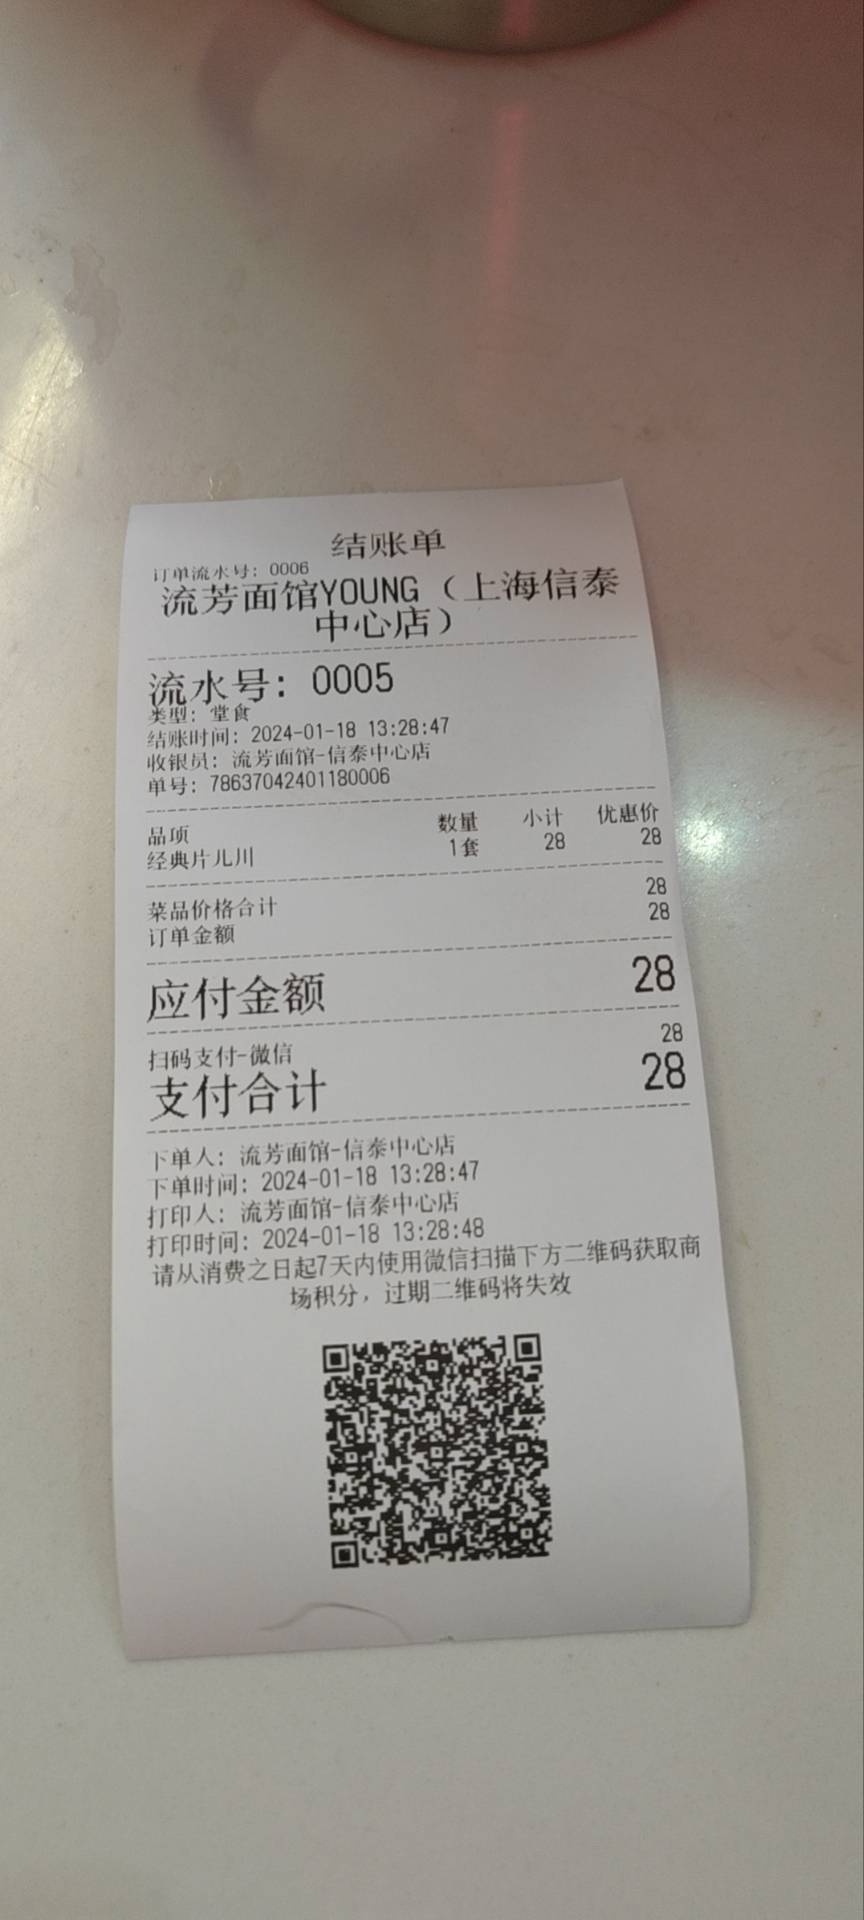 结账单
订单流水号：0006
流芳面馆YOUNG（上海信泰
中心店）
流水号：0005
类型：堂食
结账时间：2024-01-18 13:28:47
收银员：流芳面馆-信泰中心店
单号：78637042401180006
品项 数量 小计 优惠价
经典片儿川 1套 28 28
菜品价格合计 28
订单金额 28
应付金额 28
扫码支付-微信 28
支付合计 28
下单人：流芳面馆-信泰中心店
下单时间：2024-01-18 13:28:47
打印人：流芳面馆-信泰中心店
打印时间：2024-01-18 13:28:48
请从消费之日起7天内使用微信扫描下方二维码获取商
场积分，过期二维码将失效